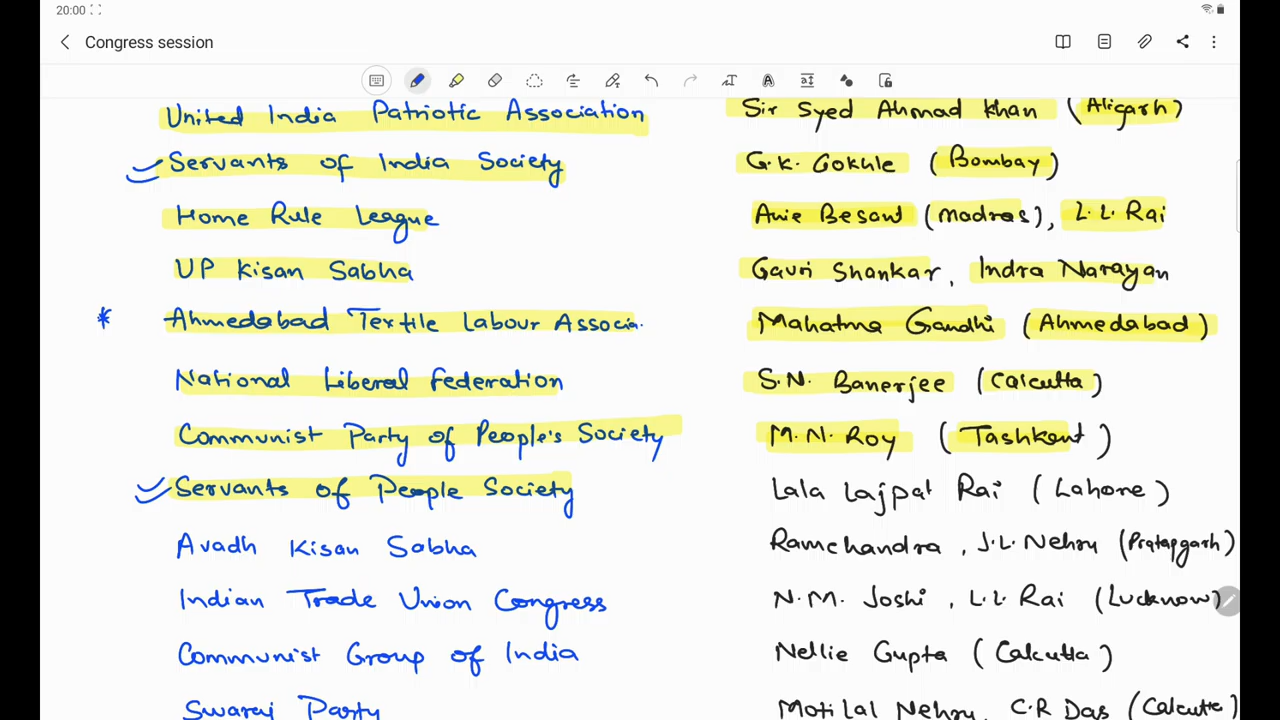 20:00
Congress session
United India Patriotic Association Sir Syed Ahmad Khan (Aligarh)
Servants of India Society G.K. Gokhle (Bombay)
Home Rule League Anie Besant (Madras), L.L. Rai
UP Kisan Sabha Gauri Shankar, Indra Narayan
* Ahmedabad Textile Labour Associa. Mahatma Gandhi (Ahmedabad)
National Liberal Federation S.N. Banerjee (Calcutta)
Communist Party of People's Society M.N. Roy (Tashkent)
Servants of People Society Lala Lajpat Rai (Lahore)
Avadh Kisan Sabha Ramchandra, J.L. Nehru (Pratapgarh)
Indian Trade Union Congress N.M. Joshi, L.L. Rai (Lucknow)
Communist Group of India Nellie Gupta (Calcutta)
Swaraj Party Motilal Nehru, C.R Das (Calcutta)